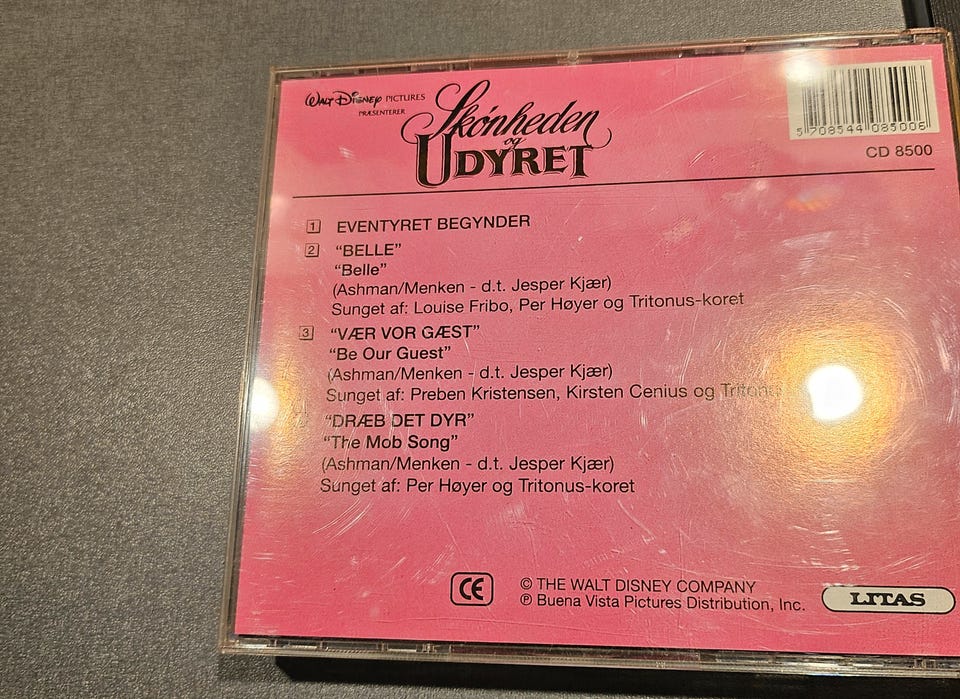 WALT DISNEY PICTURES
PRÆSENTERER
Skønheden
og
UDYRET
5 708544 085006
CD 8500
1 EVENTYRET BEGYNDER
2 “BELLE”
“Belle”
(Ashman/Menken - d.t. Jesper Kjær)
Sunget af: Louise Fribo, Per Høyer og Tritonus-koret
3 “VÆR VOR GÆST”
“Be Our Guest”
(Ashman/Menken - d.t. Jesper Kjær)
Sunget af: Preben Kristensen, Kirsten Cenius og
“DRÆB DET DYR”
“The Mob Song”
(Ashman/Menken - d.t. Jesper Kjær)
Sunget af: Per Høyer og Tritonus-koret
CE
© THE WALT DISNEY COMPANY
℗ Buena Vista Pictures Distribution, Inc.
LITAS